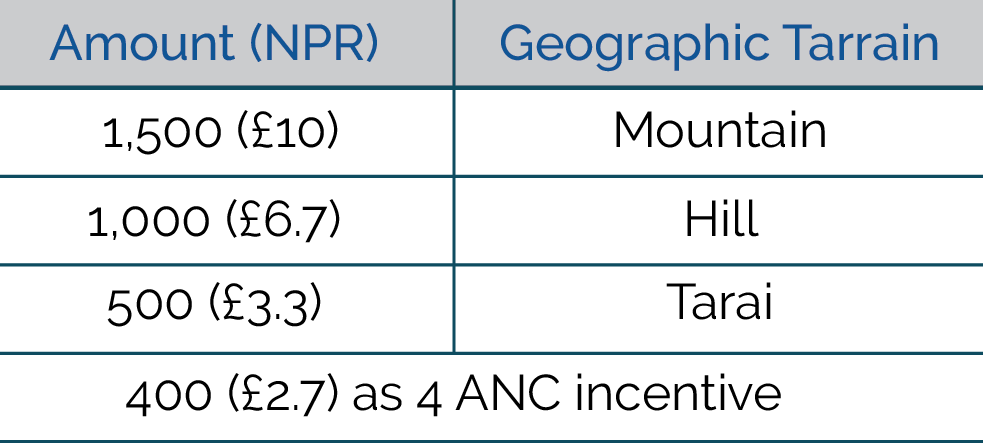 Amount (NPR) Geographic Tarrain
1,500 (£10) Mountain
1,000 (£6.7) Hill
500 (£3.3) Tarai
400 (£2.7) as 4 ANC incentive